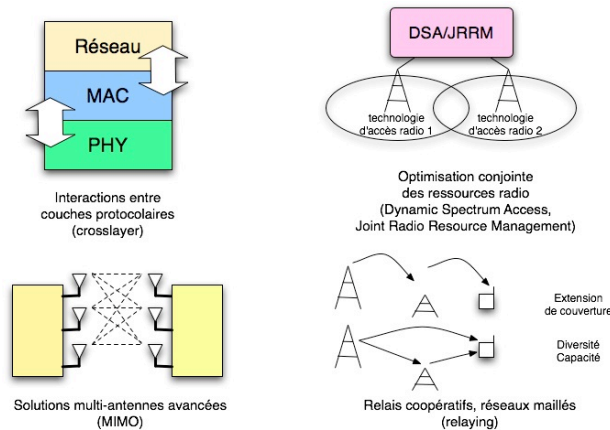 Réseau
MAC
PHY
Interactions entre
couches protocolaires
(crosslayer)
DSA/JRRM
technologie
d'accès radio 1
technologie
d'accès radio 2
Optimisation conjointe
des ressources radio
(Dynamic Spectrum Access,
Joint Radio Resource Management)
Solutions multi-antennes avancées
(MIMO)
Extension
de couverture
Diversité
Capacité
Relais coopératifs, réseaux maillés
(relaying)